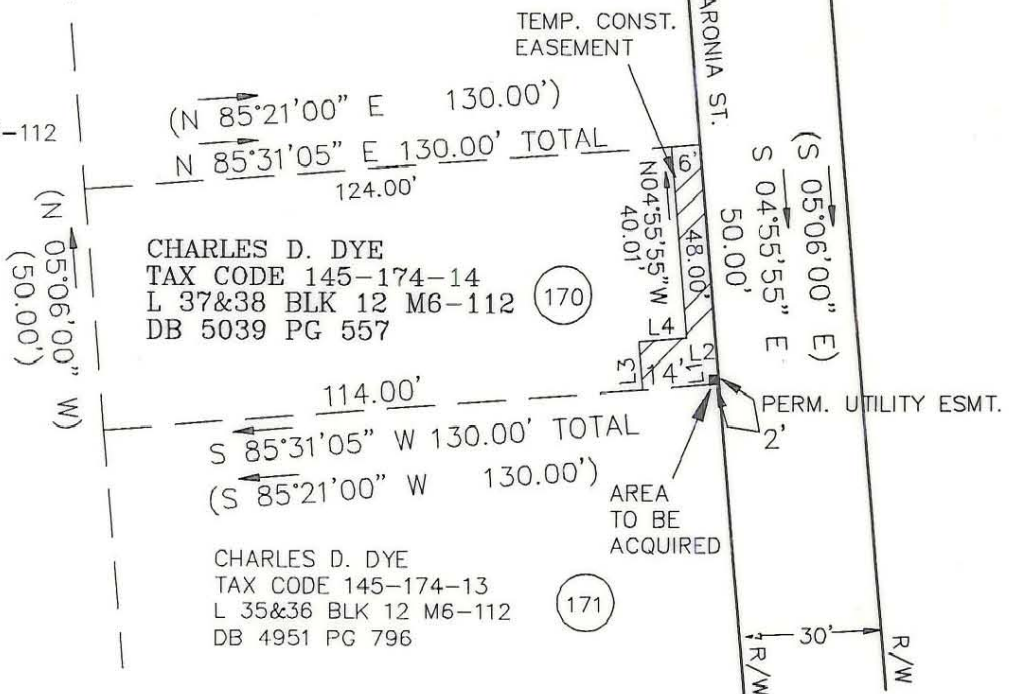 TEMP. CONST.
EASEMENT
ARONIA ST.
(N 85°21'00" E 130.00')
-112
N 85°31'05" E 130.00' TOTAL
124.00'
6'
N04°55'55"W
40.01'
48.00'
50.00'
S 04°55'55" E
(S 05°06'00" E)
(N 05°06'00" W)
(50.00')
CHARLES D. DYE
TAX CODE 145-174-14
L 37&38 BLK 12 M6-112
DB 5039 PG 557
170
L4
L3
14'
L2
L1
114.00'
PERM. UTILITY ESMT.
2'
S 85°31'05" W 130.00' TOTAL
(S 85°21'00" W 130.00')
AREA
TO BE
ACQUIRED
CHARLES D. DYE
TAX CODE 145-174-13
L 35&36 BLK 12 M6-112
DB 4951 PG 796
171
30'
R/W
R/W